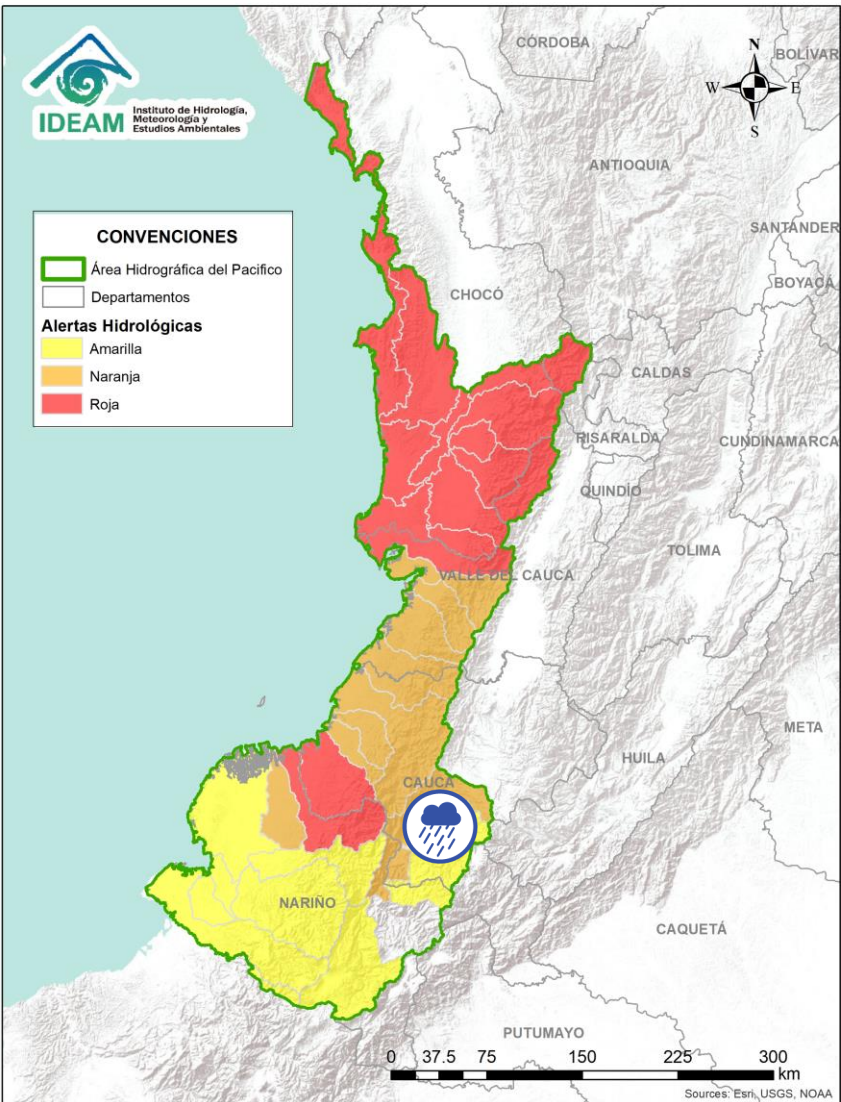 IDEAM
Instituto de Hidrología,
Meteorología y
Estudios Ambientales
N
W
E
S
CONVENCIONES
Área Hidrográfica del Pacifico
Departamentos
Alertas Hidrológicas
Amarilla
Naranja
Roja
CÓRDOBA
BOLÍVAR
ANTIOQUIA
SANTANDER
BOYACÁ
CHOCÓ
CALDAS
RISARALDA
CUNDINAMARCA
QUINDÍO
TOLIMA
VALLE DEL CAUCA
META
HUILA
CAUCA
NARIÑO
CAQUETÁ
PUTUMAYO
0 37.5 75 150 225 300
km
Sources: Esri, USGS, NOAA